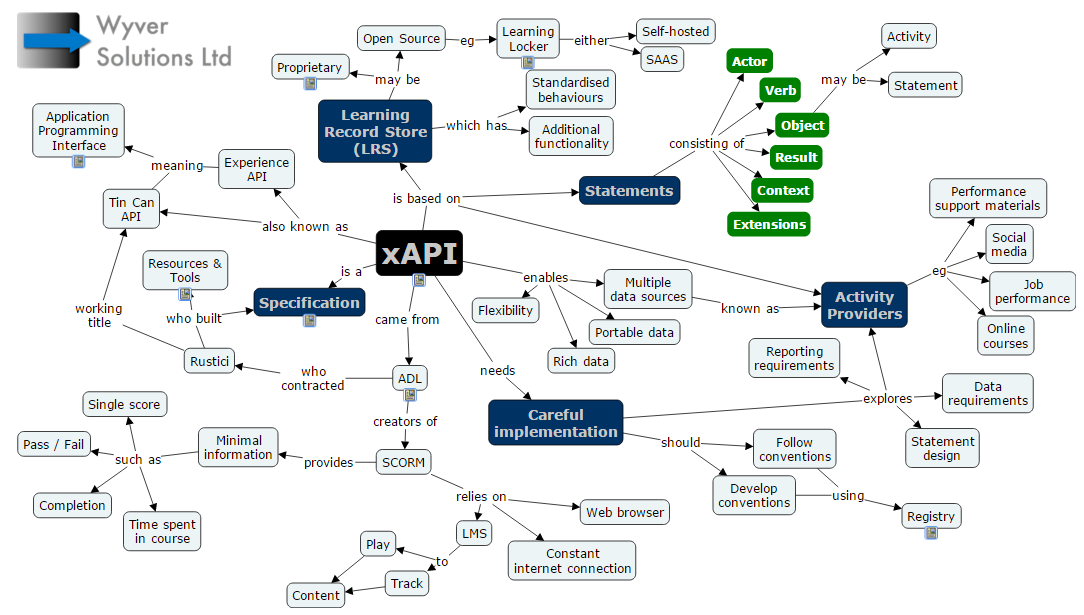 Wyver
Solutions Ltd
Open Source
eg
Learning
Locker
either
Self-hosted
SAAS
Proprietary
may be
Learning
Record Store
(LRS)
which has
Standardised
behaviours
Additional
functionality
Actor
Verb
Object
Result
Context
Extensions
consisting of
may be
Activity
Statement
Application
Programming
Interface
meaning
Experience
API
Tin Can
API
also known as
is based on
Statements
xAPI
is a
Specification
Resources &
Tools
who built
working
title
Rustici
who
contracted
came from
ADL
enables
Flexibility
Multiple
data sources
Portable data
Rich data
known as
Activity
Providers
eg
Performance
support materials
Social
media
Job
performance
Online
courses
needs
Careful
implementation
explores
Reporting
requirements
Data
requirements
Statement
design
should
Follow
conventions
Develop
conventions
using
Registry
creators of
SCORM
provides
Minimal
information
such as
Single score
Pass / Fail
Completion
Time spent
in course
relies on
Web browser
LMS
Constant
internet connection
to
Play
Track
Content